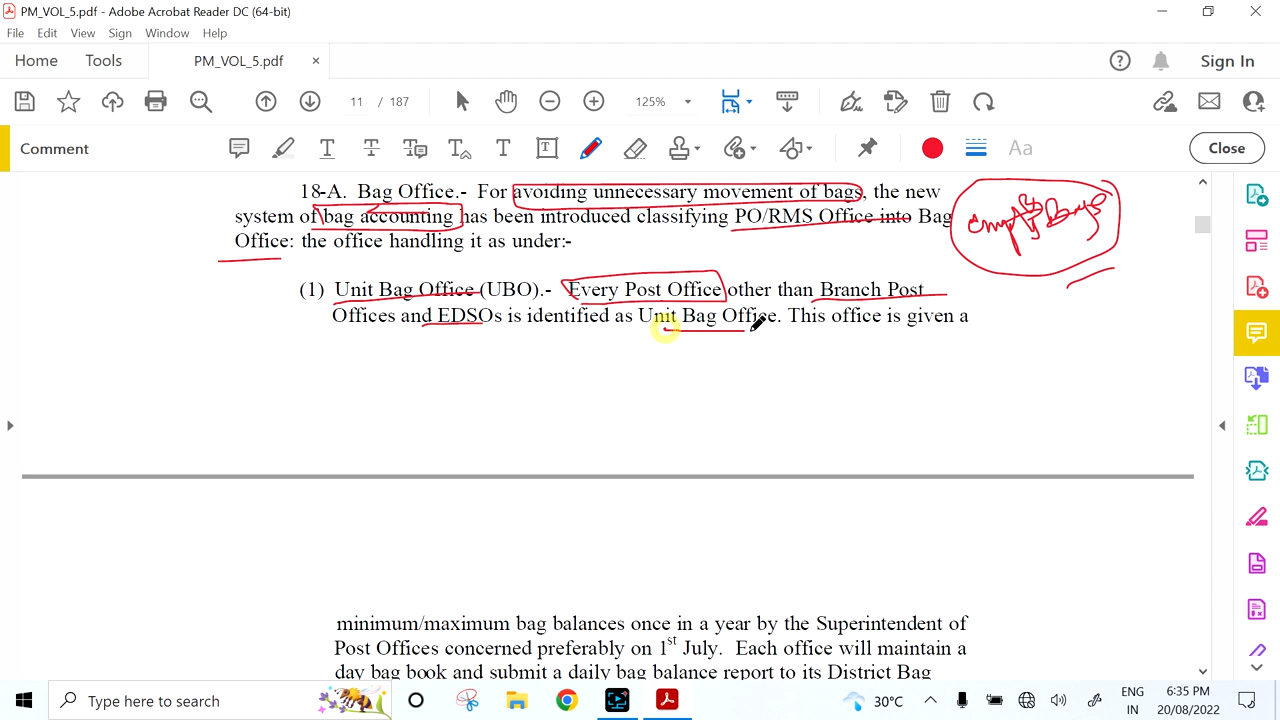 PM_VOL_5.pdf - Adobe Acrobat Reader DC (64-bit)
File Edit View Sign Window Help
Home Tools PM_VOL_5.pdf × Sign In
11 / 187 125%
Comment Aa Close
18-A. Bag Office.- For avoiding unnecessary movement of bags, the new
system of bag accounting has been introduced classifying PO/RMS Office into Bag
Office: the office handling it as under:-
empty Bags
(1) Unit Bag Office (UBO).- Every Post Office other than Branch Post
Offices and EDSOs is identified as Unit Bag Office. This office is given a
minimum/maximum bag balances once in a year by the Superintendent of
Post Offices concerned preferably on 1st July. Each office will maintain a
day bag book and submit a daily bag balance report to its District Bag
Type here to search 30°C ENG IN 6:35 PM 20/08/2022